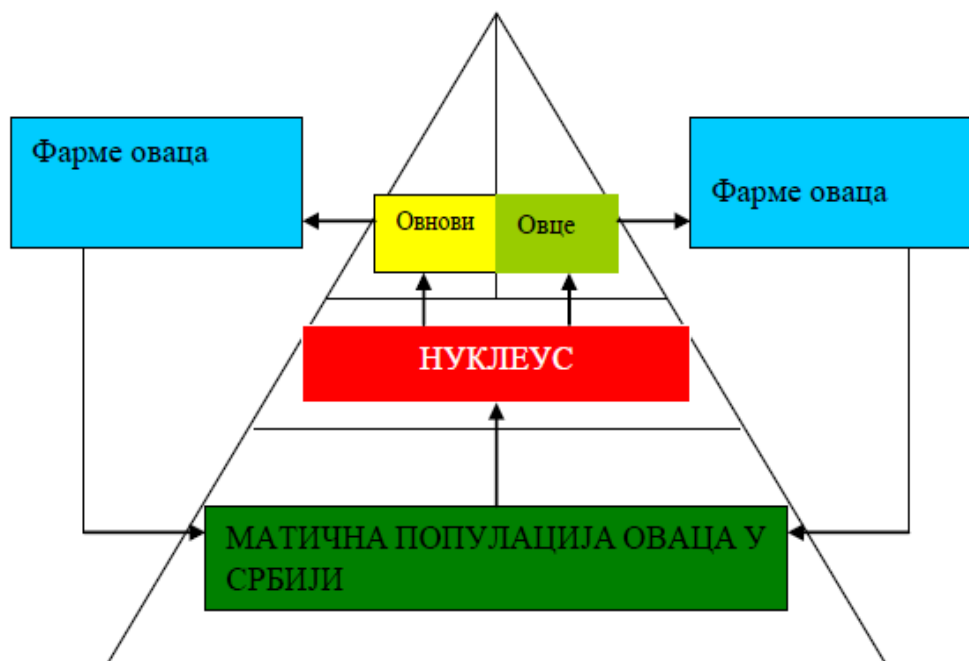 Фарме оваца
Фарме оваца
Овнови
Овце
НУКЛЕУС
МАТИЧНА ПОПУЛАЦИЈА ОВАЦА У
СРБИЈИ